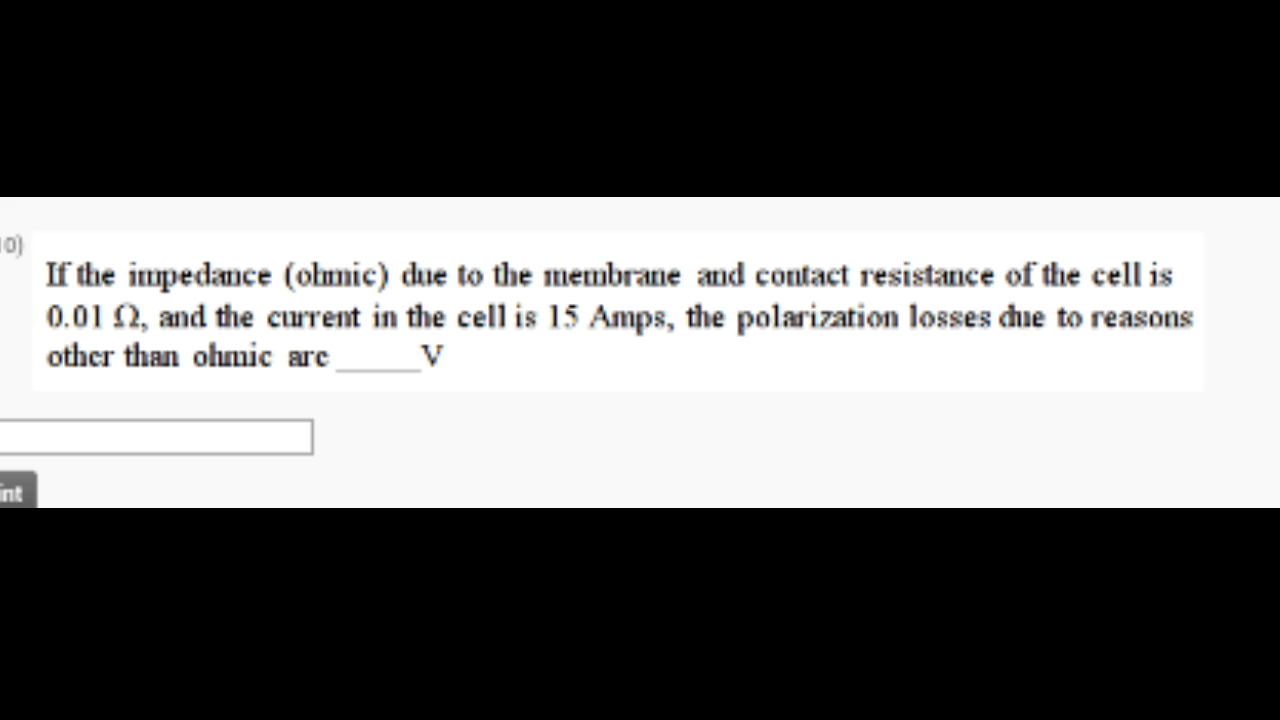 10)
If the impedance (ohmic) due to the membrane and contact resistance of the cell is
0.01 Ω, and the current in the cell is 15 Amps, the polarization losses due to reasons
other than ohmic are ______V
int